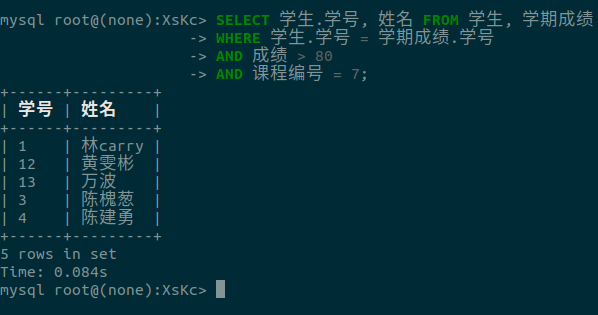 mysql root@(none):XsKc> SELECT 学生.学号, 姓名 FROM 学生, 学期成绩
-> WHERE 学生.学号 = 学期成绩.学号
-> AND 成绩 > 80
-> AND 课程编号 = 7;
+------+---------+
| 学号 | 姓名    |
+------+---------+
| 1    | 林carry |
| 12   | 黄雯彬  |
| 13   | 万波    |
| 3    | 陈槐葱  |
| 4    | 陈建勇  |
+------+---------+
5 rows in set
Time: 0.084s
mysql root@(none):XsKc>